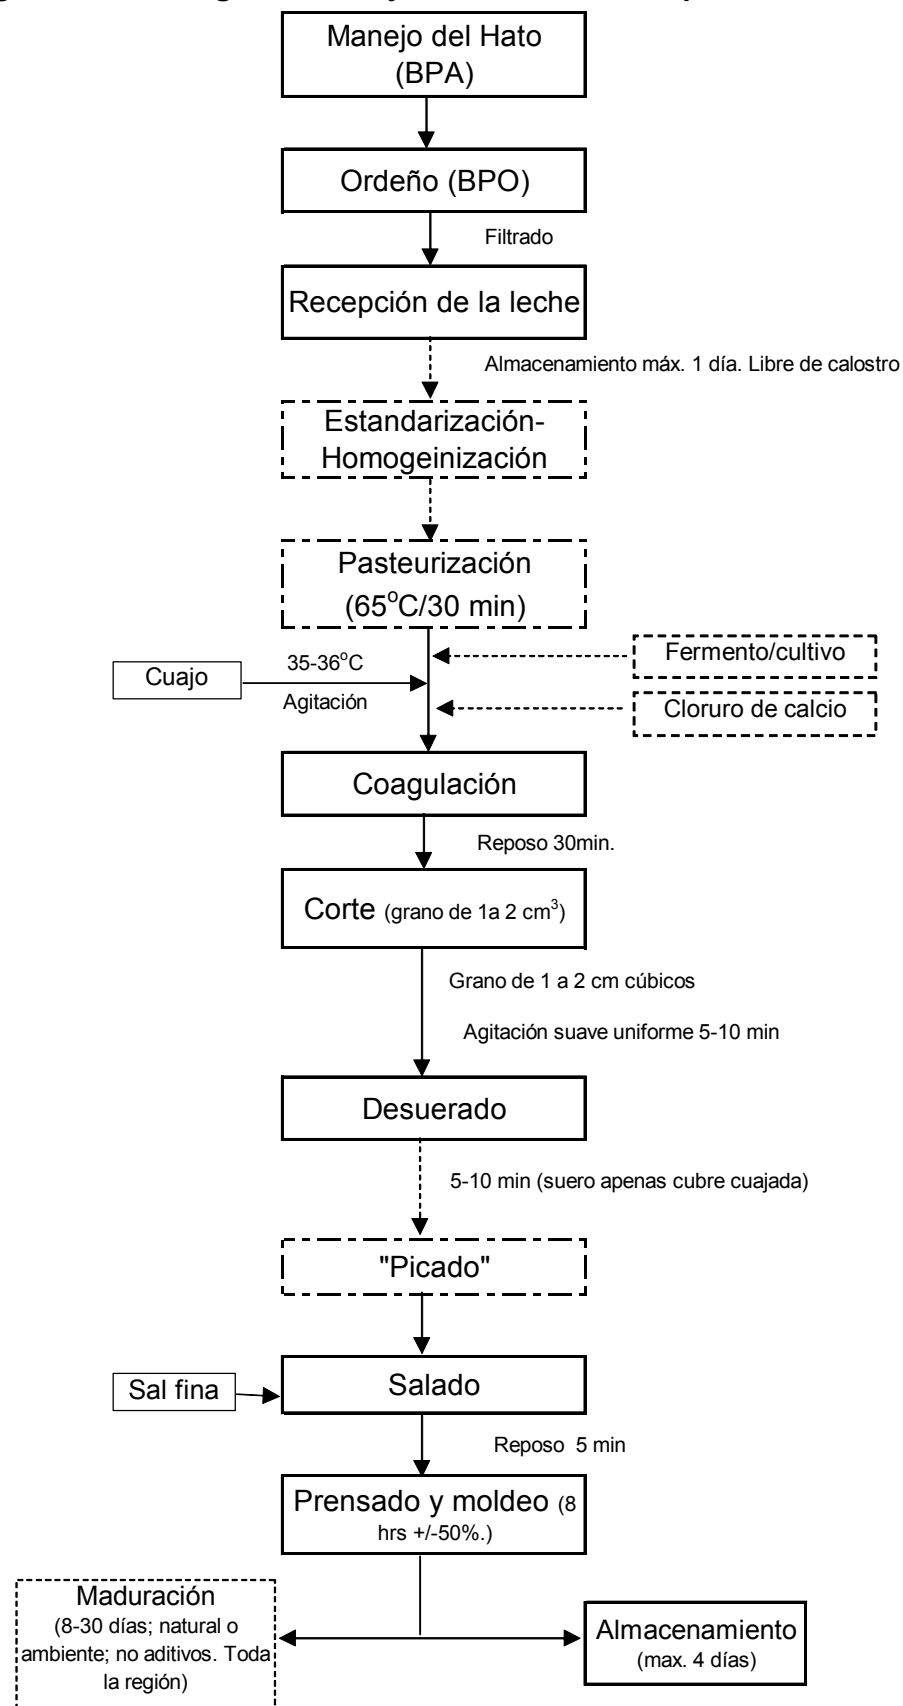 Manejo del Hato
(BPA)
Ordeño (BPO)
Filtrado
Recepción de la leche
Almacenamiento máx. 1 día. Libre de calostro
Estandarización-
Homogeinización
Pasteurización
(65°C/30 min)
Fermento/cultivo
35-36°C
Cuajo
Agitación
Cloruro de calcio
Coagulación
Reposo 30min.
Corte (grano de 1a 2 cm³)
Grano de 1 a 2 cm cúbicos
Agitación suave uniforme 5-10 min
Desuerado
5-10 min (suero apenas cubre cuajada)
"Picado"
Sal fina
Salado
Reposo 5 min
Prensado y moldeo (8
hrs +/-50%.)
Maduración
(8-30 días; natural o
ambiente; no aditivos. Toda
la región)
Almacenamiento
(max. 4 días)